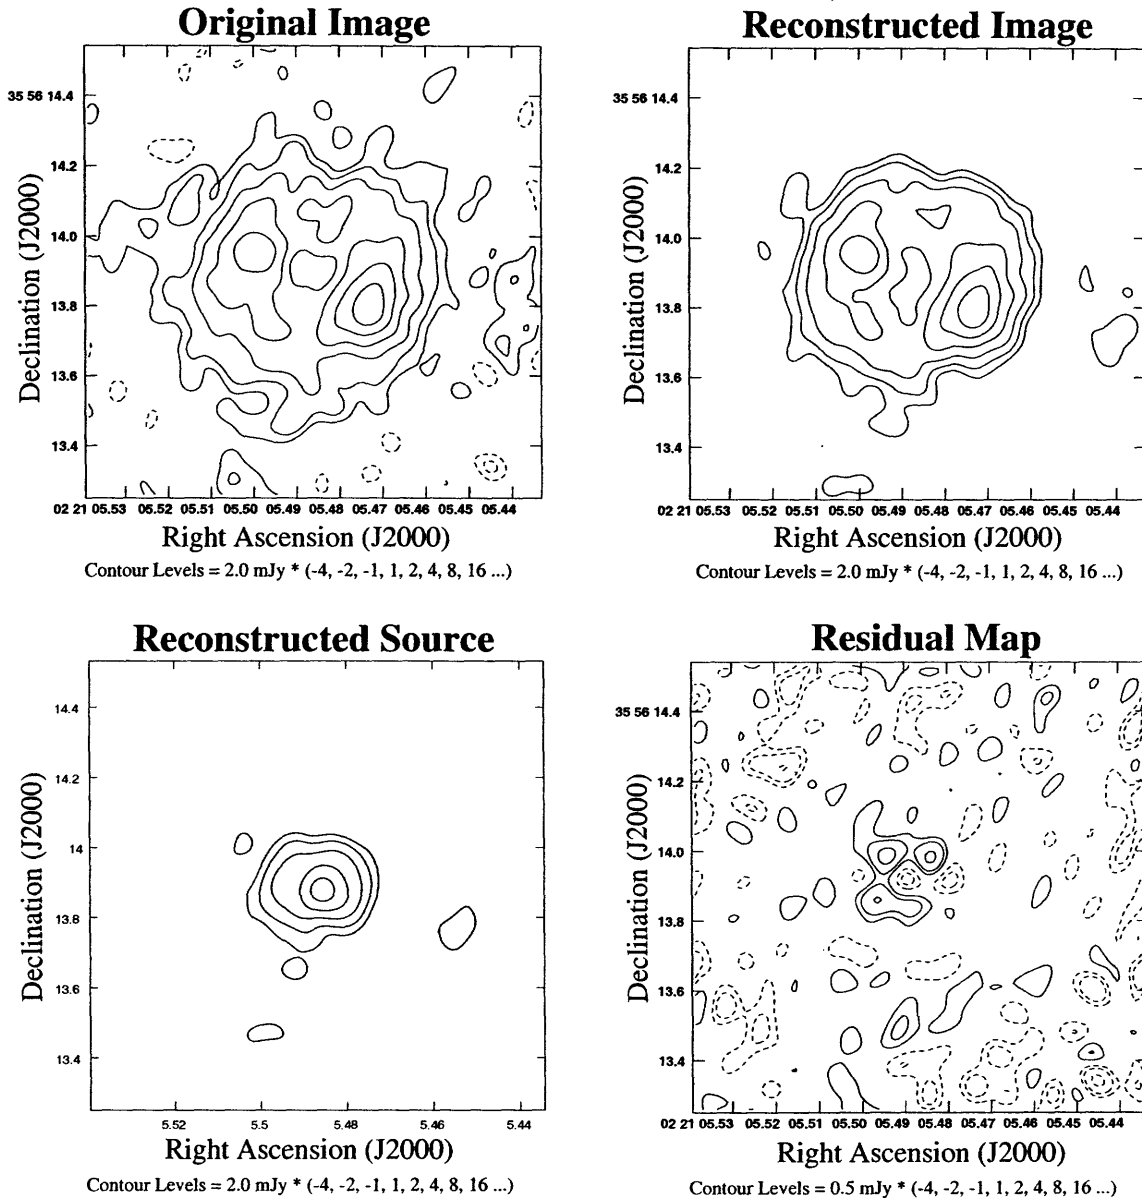 Original Image
Declination (J2000)
35 56 14.4
14.2
14.0
13.8
13.6
13.4
02 21 05.53 05.52 05.51 05.50 05.49 05.48 05.47 05.46 05.45 05.44
Right Ascension (J2000)
Contour Levels = 2.0 mJy * (-4, -2, -1, 1, 2, 4, 8, 16 ...)
Reconstructed Image
Declination (J2000)
35 56 14.4
14.2
14.0
13.8
13.6
13.4
02 21 05.53 05.52 05.51 05.50 05.49 05.48 05.47 05.46 05.45 05.44
Right Ascension (J2000)
Contour Levels = 2.0 mJy * (-4, -2, -1, 1, 2, 4, 8, 16 ...)
Reconstructed Source
Declination (J2000)
14.4
14.2
14
13.8
13.6
13.4
5.52 5.5 5.48 5.46 5.44
Right Ascension (J2000)
Contour Levels = 2.0 mJy * (-4, -2, -1, 1, 2, 4, 8, 16 ...)
Residual Map
Declination (J2000)
35 56 14.4
14.2
14.0
13.8
13.6
13.4
02 21 05.53 05.52 05.51 05.50 05.49 05.48 05.47 05.46 05.45 05.44
Right Ascension (J2000)
Contour Levels = 0.5 mJy * (-4, -2, -1, 1, 2, 4, 8, 16 ...)